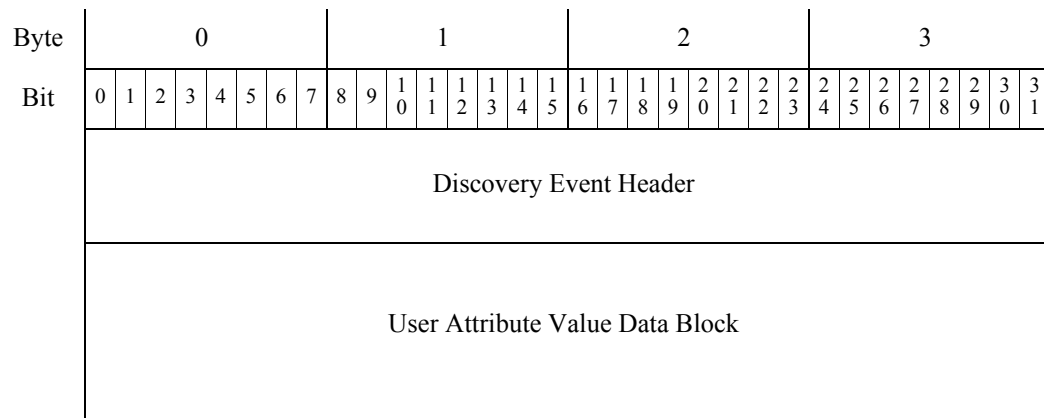 Byte 0 1 2 3
Bit 0 1 2 3 4 5 6 7 8 9 10 11 12 13 14 15 16 17 18 19 20 21 22 23 24 25 26 27 28 29 30 31
Discovery Event Header
User Attribute Value Data Block